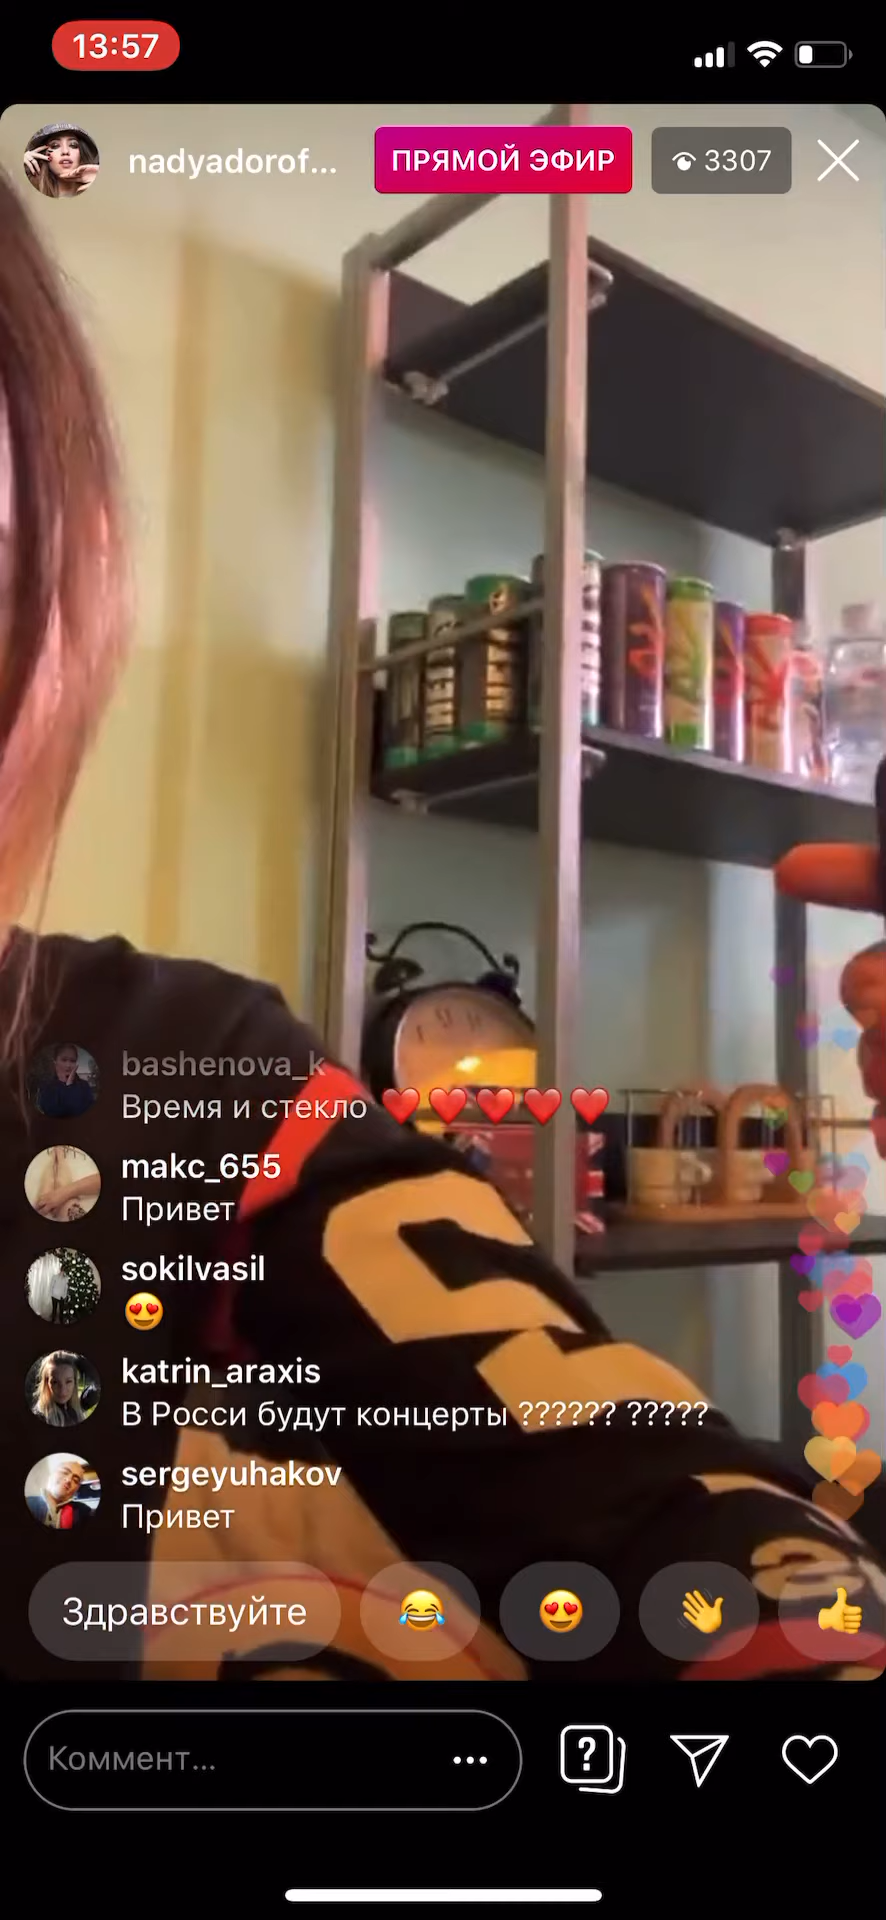 13:57
nadyadorof...
ПРЯМОЙ ЭФИР
3307
bashenova_k
Время и стекло ❤️❤️❤️❤️❤️
makc_655
Привет
sokilvasil
😍
katrin_araxis
В Росси будут концерты ?????? ?????
sergeyuhakov
Привет
Здравствуйте
😂 😍 👋 👍
Коммент...